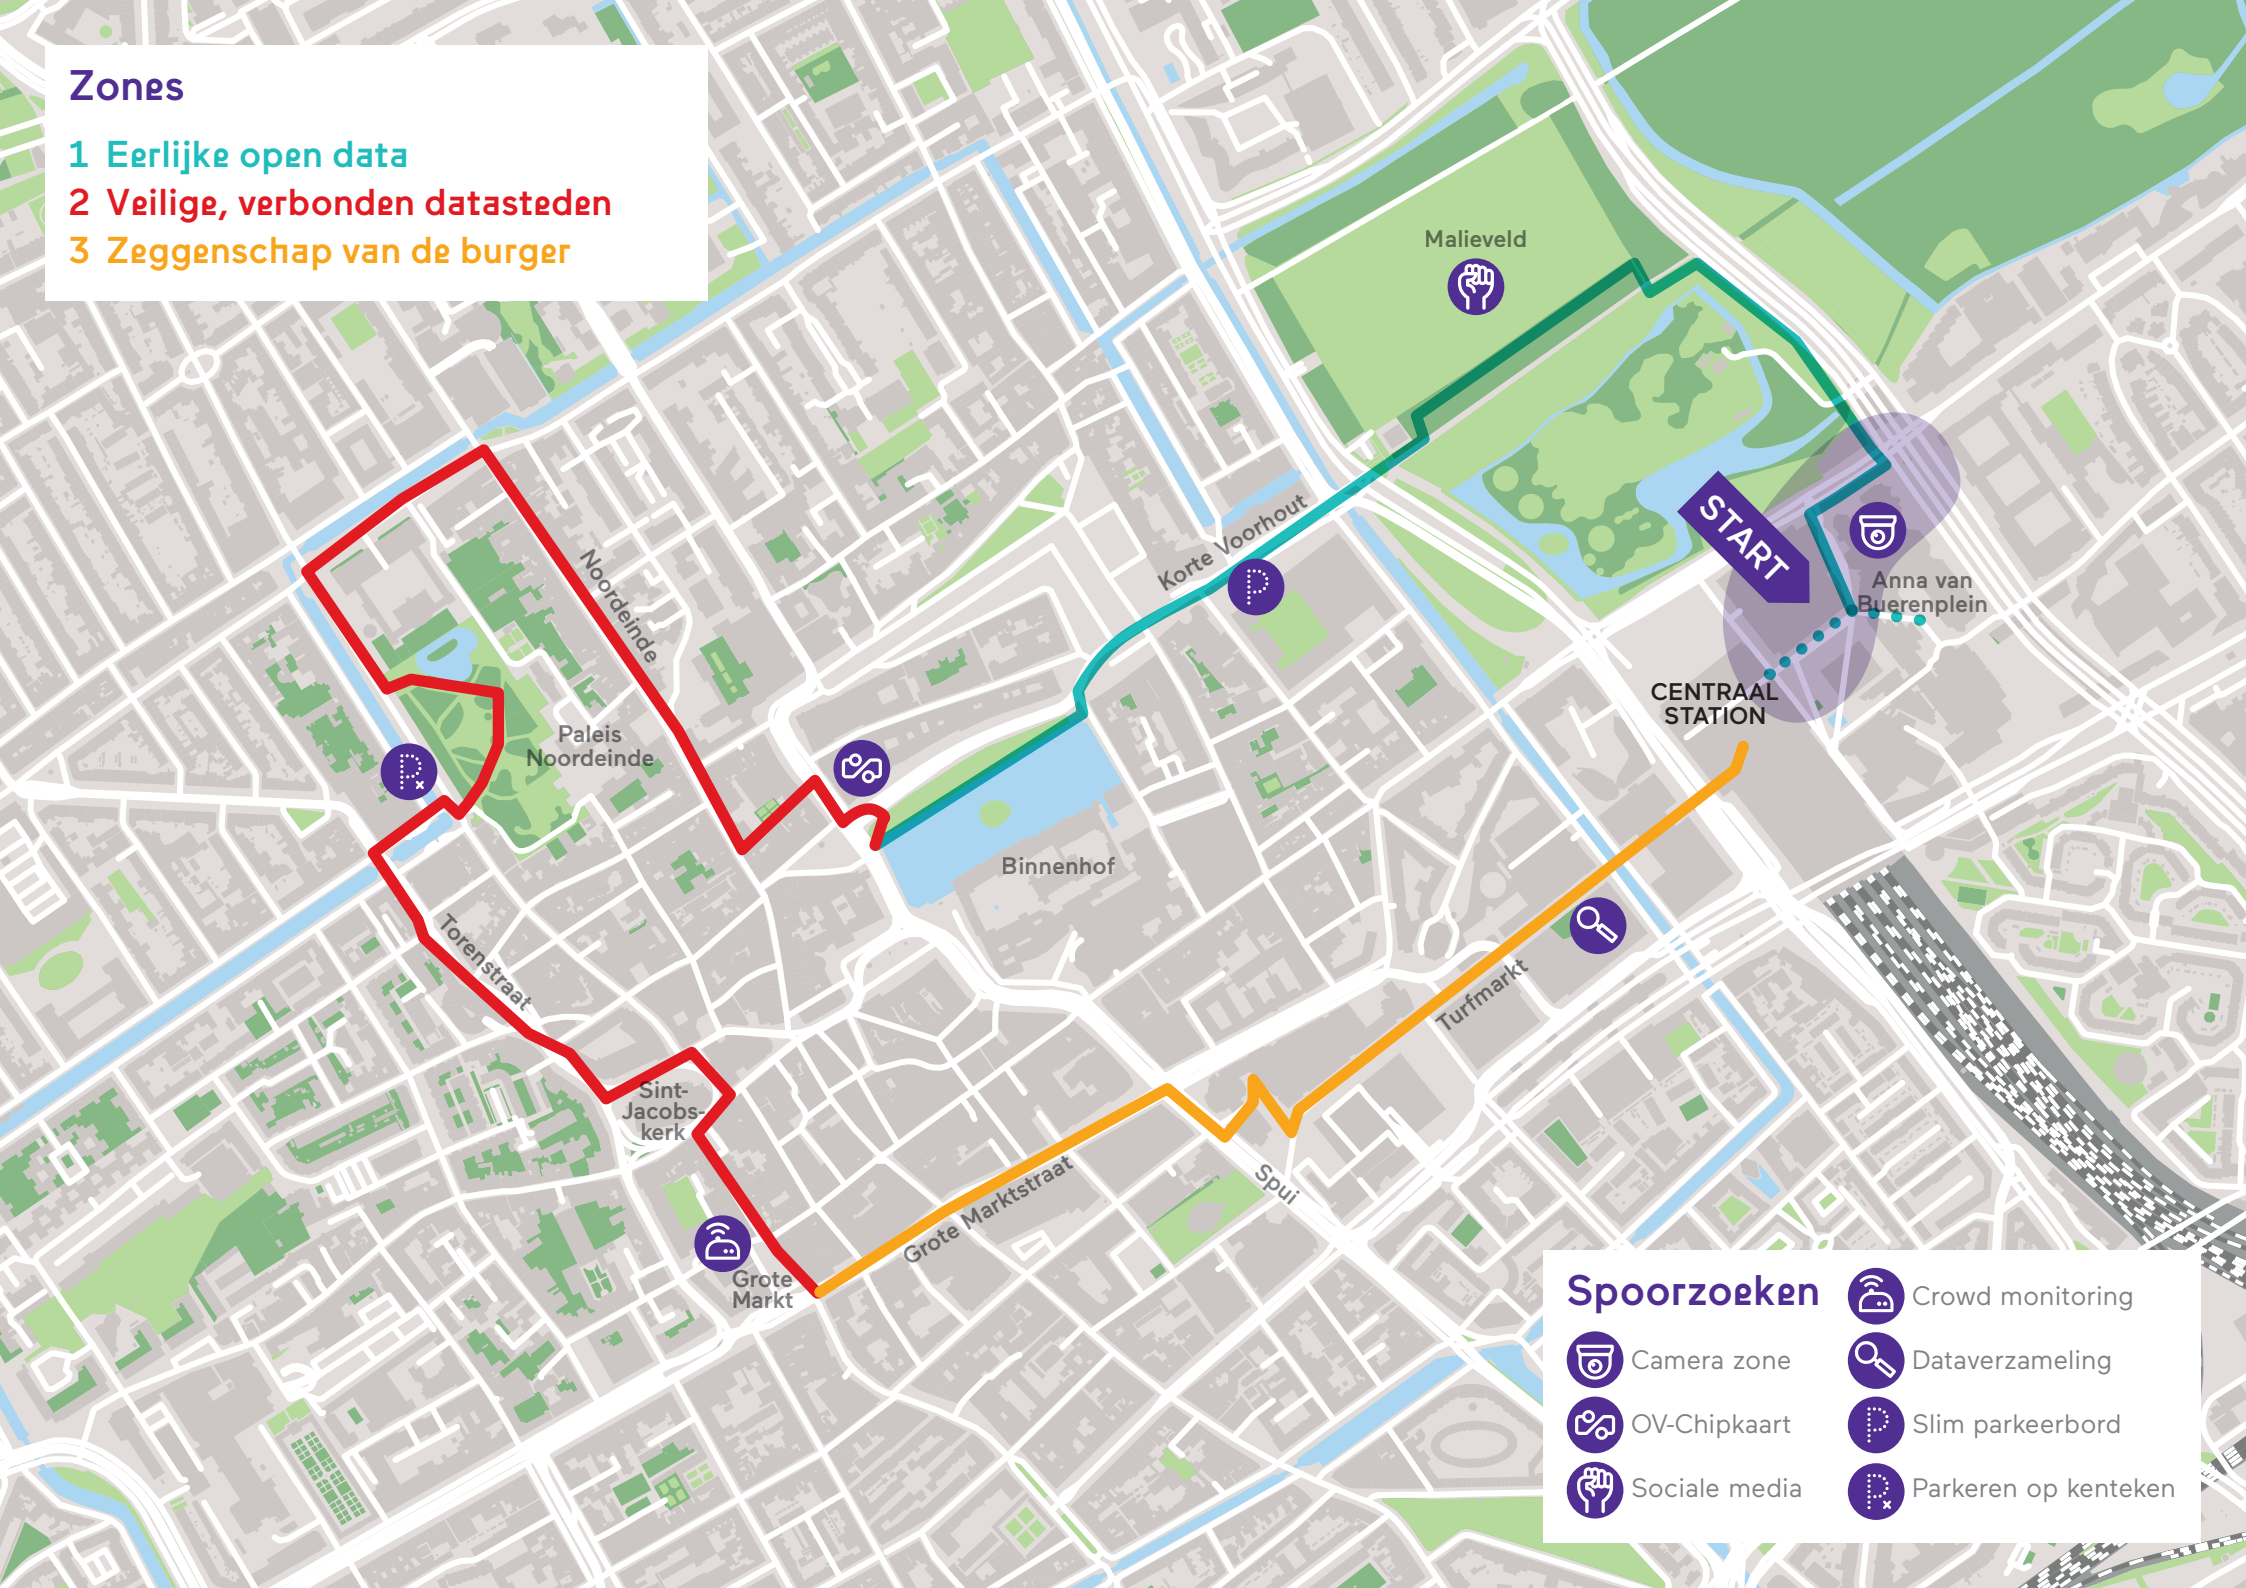 Zones
1 Eerlijke open data
2 Veilige, verbonden datasteden
3 Zeggenschap van de burger
Malieveld
START
Korte Voorhout
Anna van
Buerenplein
Noordeinde
CENTRAAL
STATION
Paleis
Noordeinde
Binnenhof
Torenstraat
Turfmarkt
Sint-
Jacobs-
kerk
Grote Marktstraat
Spui
Grote
Markt
Spoorzoeken
Camera zone
OV-Chipkaart
Sociale media
Crowd monitoring
Dataverzameling
Slim parkeerbord
Parkeren op kenteken